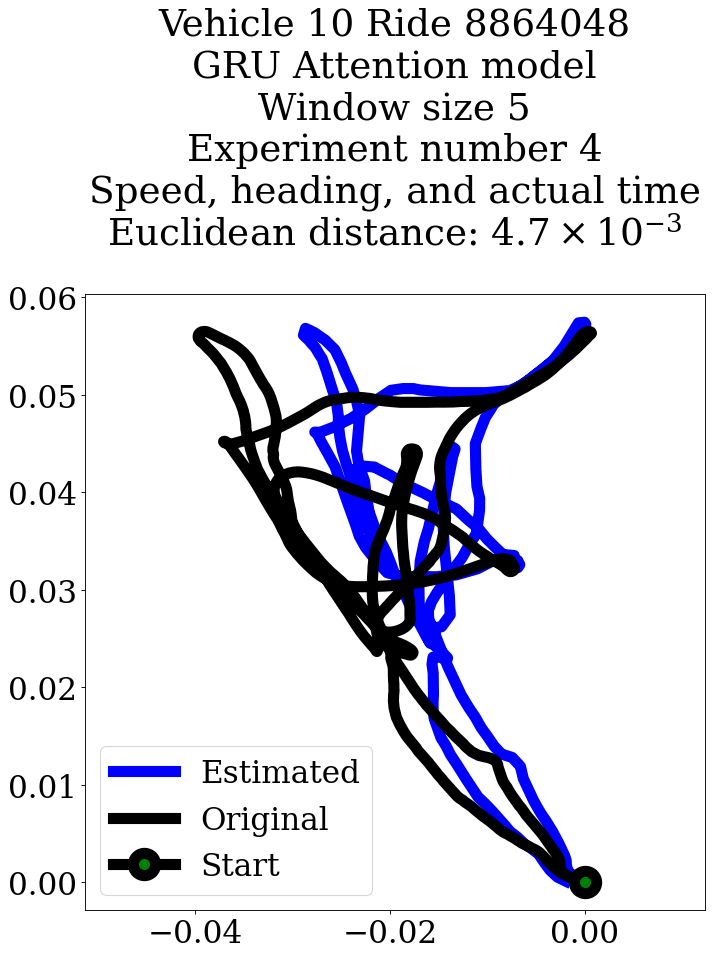 Vehicle 10 Ride 8864048
GRU Attention model
Window size 5
Experiment number 4
Speed, heading, and actual time
Euclidean distance: 4.7 × 10⁻³
0.06
0.05
0.04
0.03
0.02
0.01
0.00
Estimated
Original
Start
−0.04
−0.02
0.00